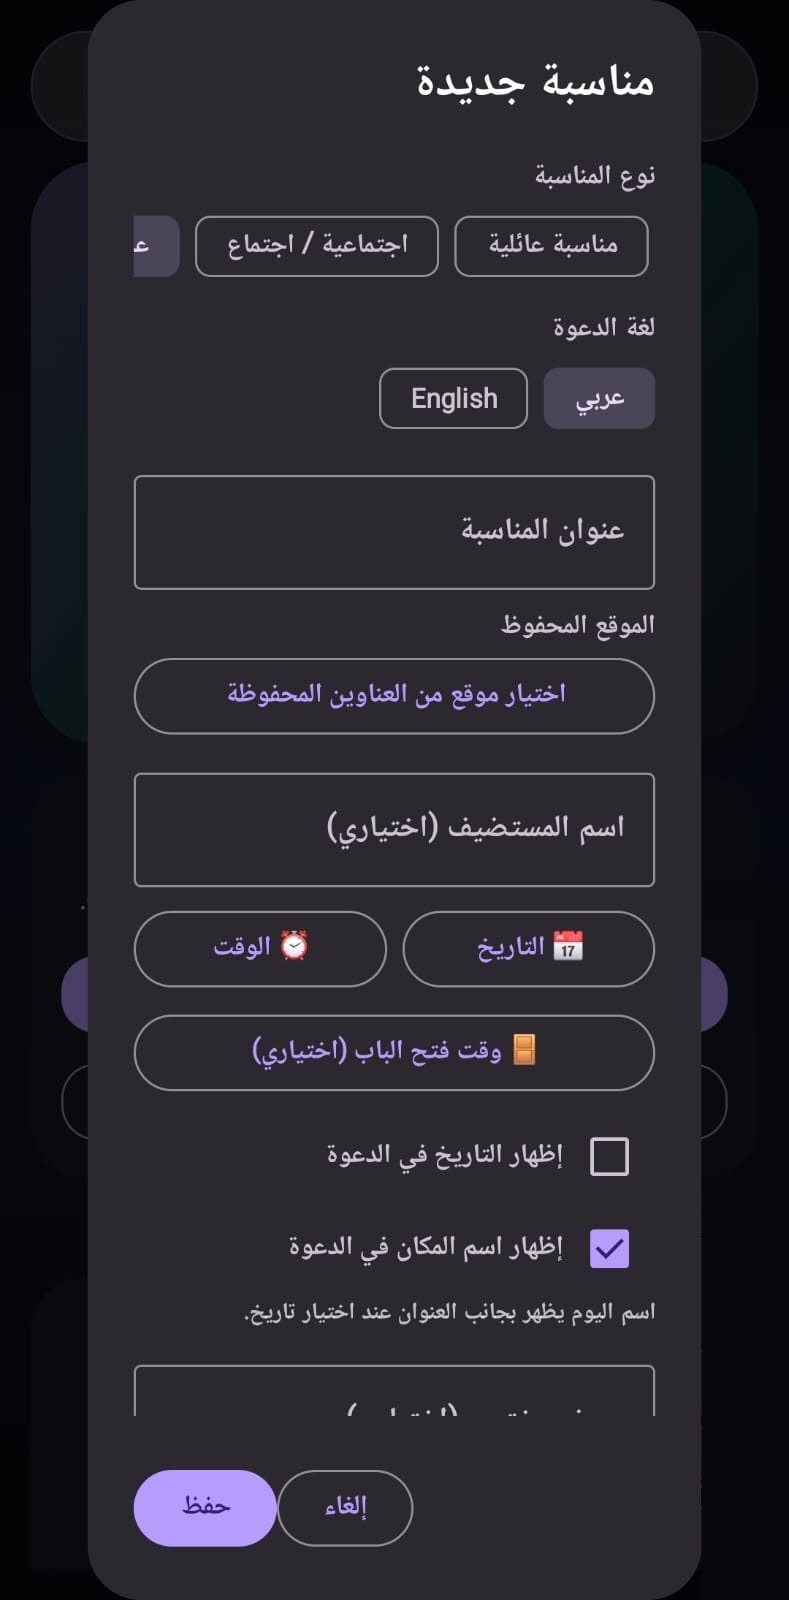 مناسبة جديدة
نوع المناسبة
مناسبة عائلية اجتماعية / اجتماع
لغة الدعوة
عربي English
عنوان المناسبة
الموقع المحفوظ
اختيار موقع من العناوين المحفوظة
اسم المستضيف (اختياري)
التاريخ الوقت
وقت فتح الباب (اختياري)
إظهار التاريخ في الدعوة
إظهار اسم المكان في الدعوة
اسم اليوم يظهر بجانب العنوان عند اختيار تاريخ.
إلغاء حفظ